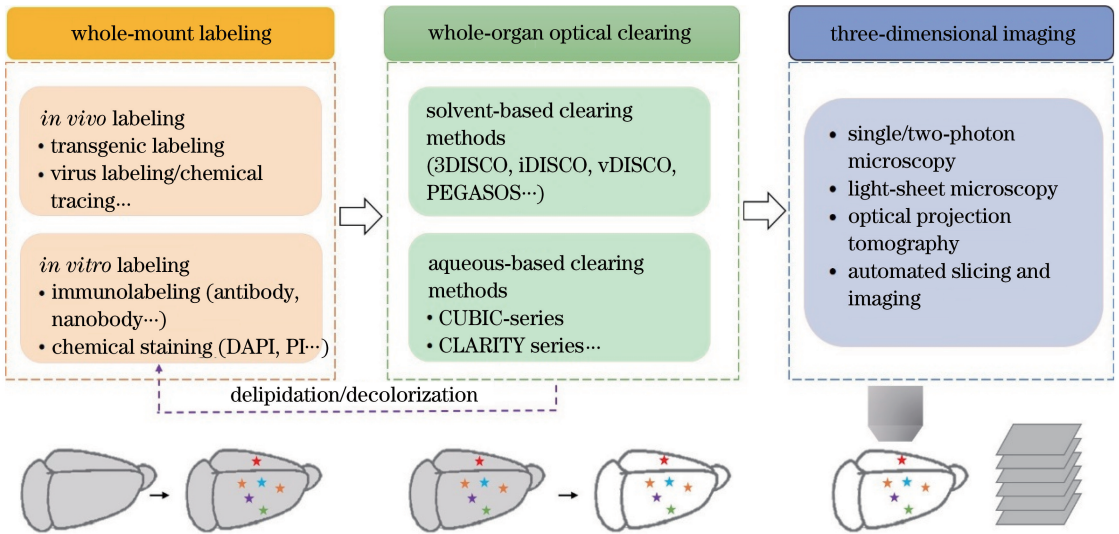 whole-mount labeling
in vivo labeling
• transgenic labeling
• virus labeling/chemical
tracing...
in vitro labeling
• immunolabeling (antibody,
nanobody···)
• chemical staining (DAPI, PI···)
whole-organ optical clearing
solvent-based clearing
methods
(3DISCO, iDISCO, vDISCO,
PEGASOS···)
aqueous-based clearing
methods
• CUBIC-series
• CLARITY series...
delipidation/decolorization
three-dimensional imaging
• single/two-photon
microscopy
• light-sheet microscopy
• optical projection
tomography
• automated slicing and
imaging